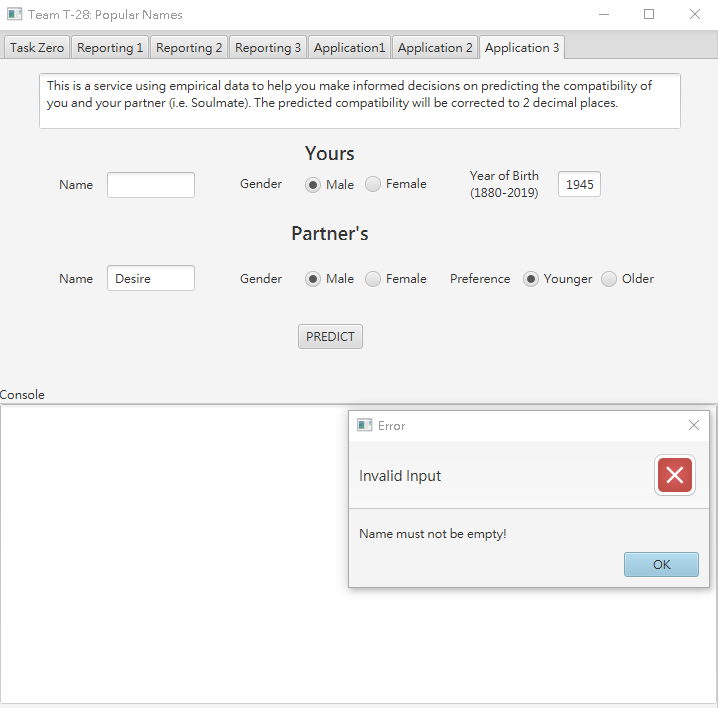 Team T-28: Popular Names
Task Zero Reporting 1 Reporting 2 Reporting 3 Application1 Application 2 Application 3
This is a service using empirical data to help you make informed decisions on predicting the compatibility of
you and your partner (i.e. Soulmate). The predicted compatibility will be corrected to 2 decimal places.
Yours
Name Gender Male Female Year of Birth
(1880-2019) 1945
Partner's
Name Desire Gender Male Female Preference Younger Older
PREDICT
Console
Error
Invalid Input
Name must not be empty!
OK